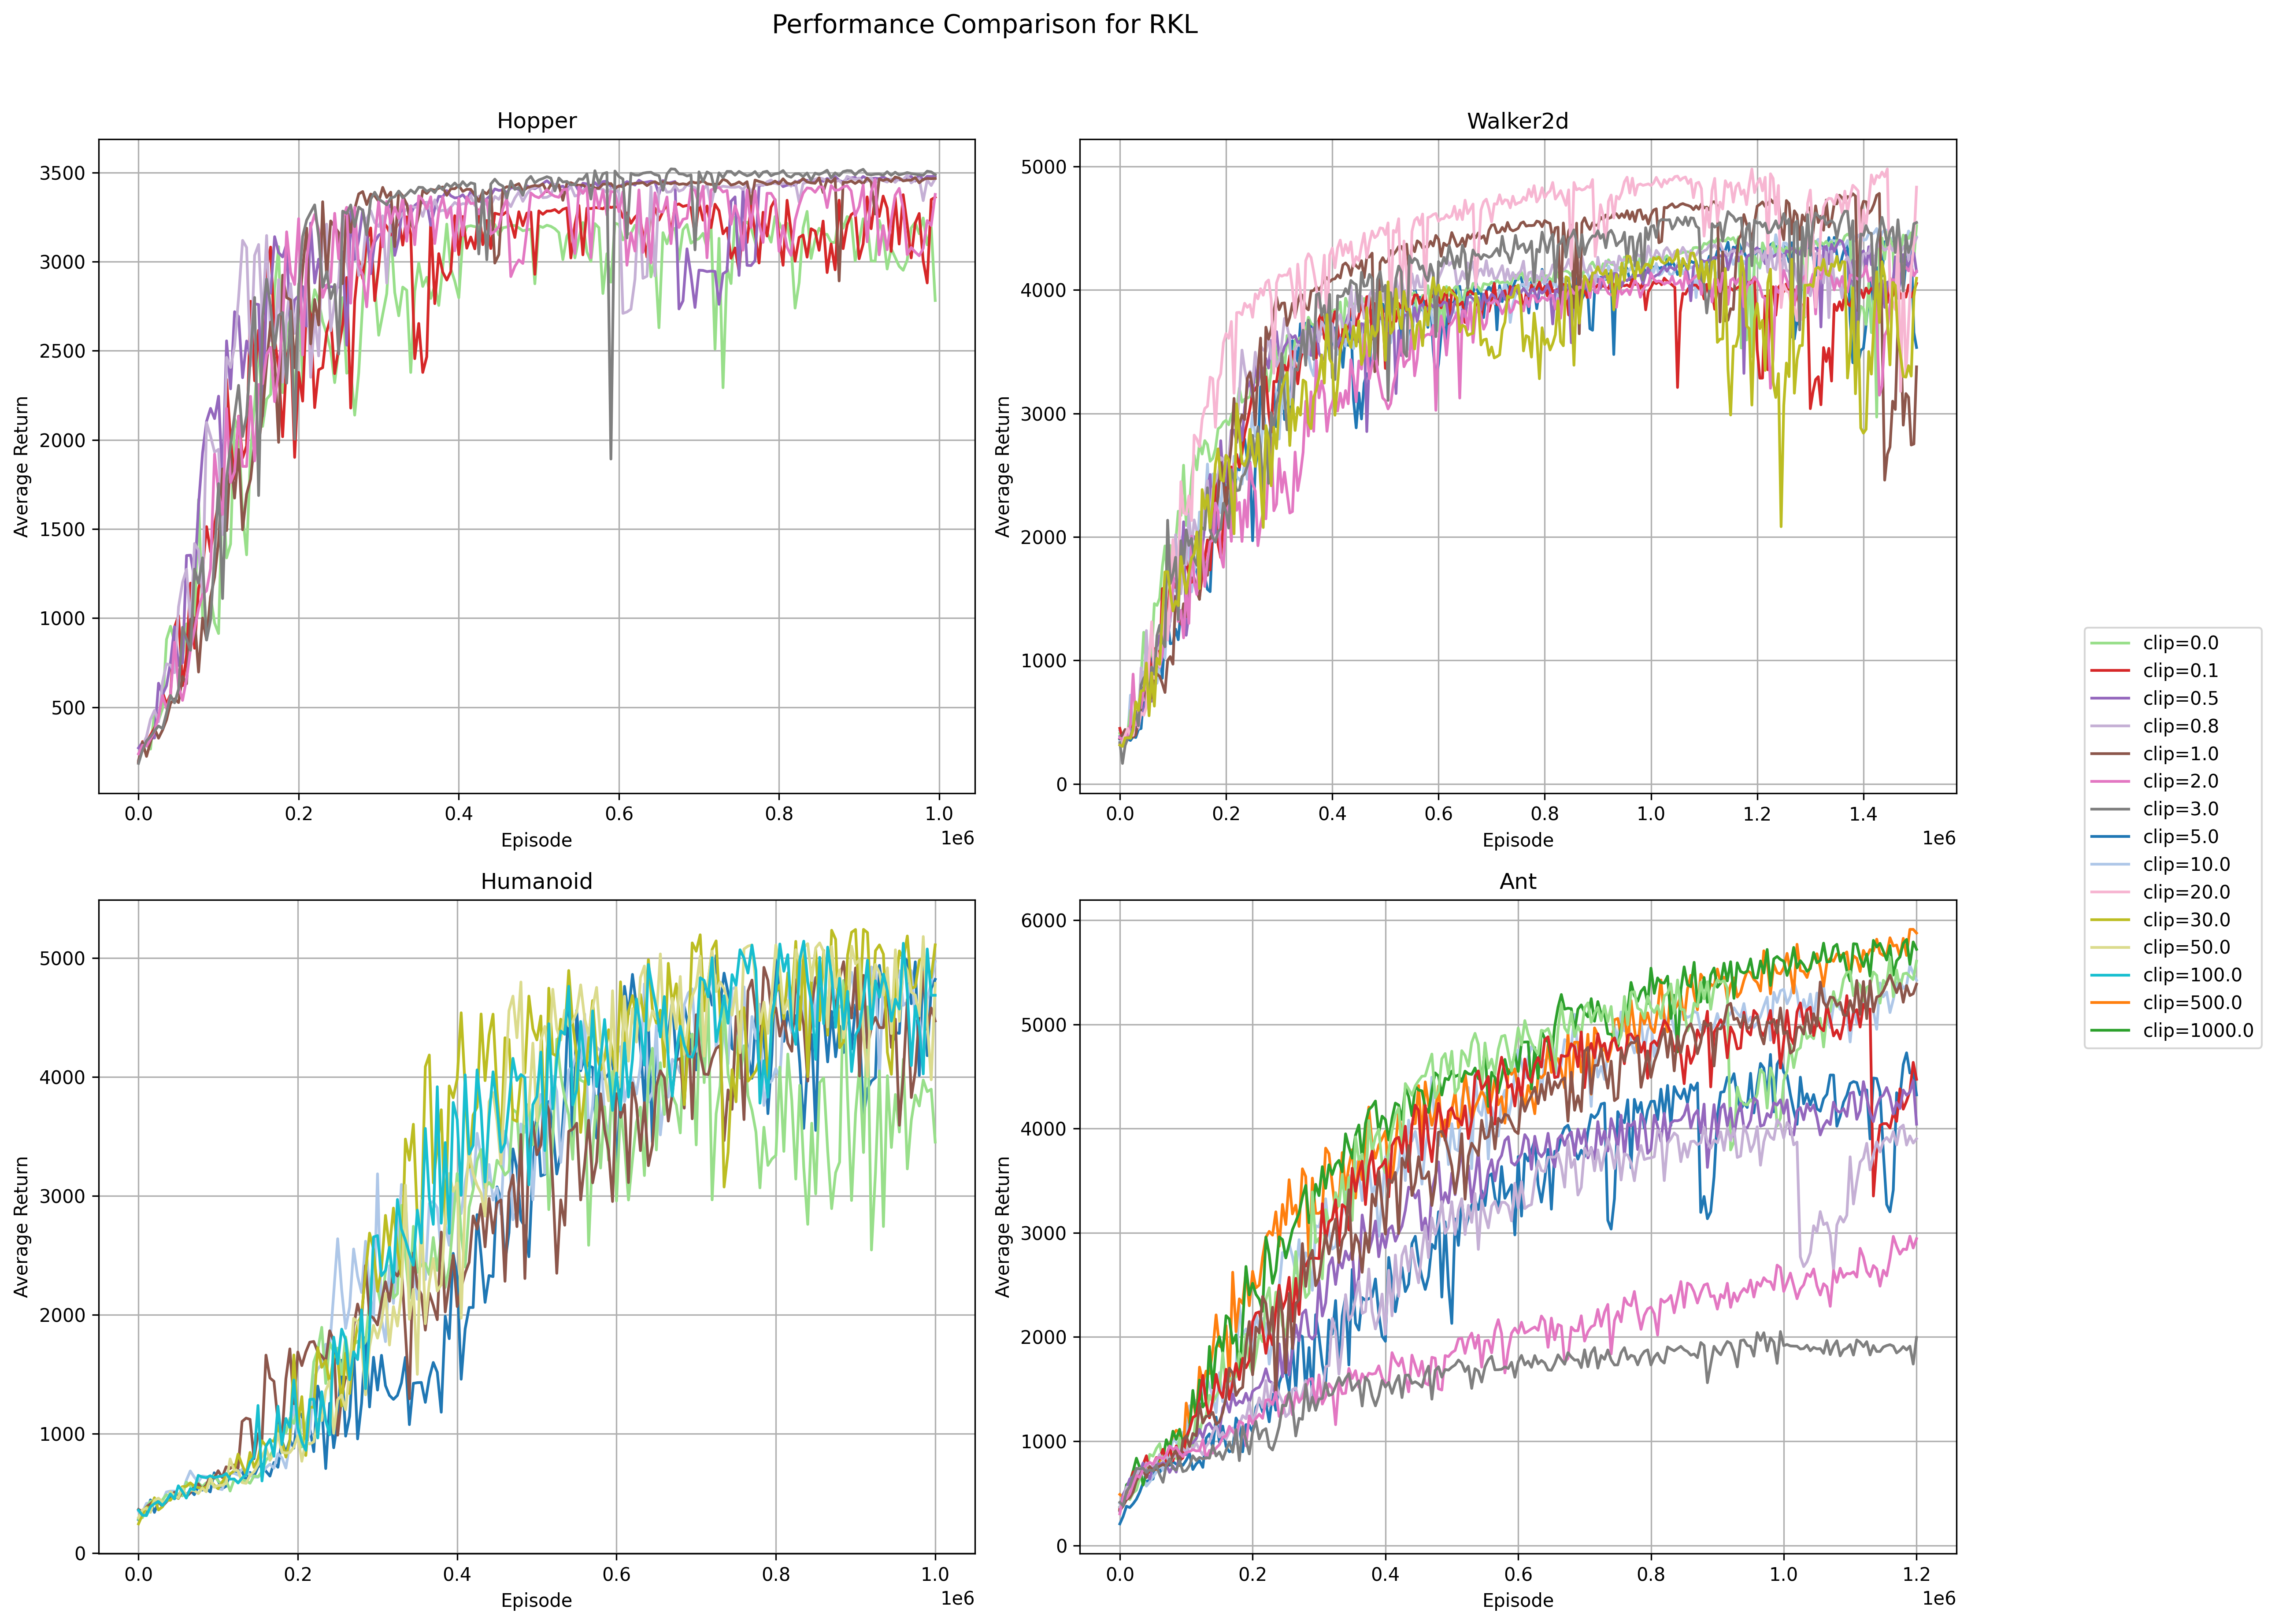 Performance Comparison for RKL
Hopper
3500
3000
2500
2000
1500
1000
500
Average Return
0.0 0.2 0.4 0.6 0.8 1.0
1e6
Episode
Walker2d
5000
4000
3000
2000
1000
0
Average Return
0.0 0.2 0.4 0.6 0.8 1.0 1.2 1.4
1e6
Episode
Humanoid
5000
4000
3000
2000
1000
0
Average Return
0.0 0.2 0.4 0.6 0.8 1.0
1e6
Episode
Ant
6000
5000
4000
3000
2000
1000
0
Average Return
0.0 0.2 0.4 0.6 0.8 1.0 1.2
1e6
Episode
clip=0.0
clip=0.1
clip=0.5
clip=0.8
clip=1.0
clip=2.0
clip=3.0
clip=5.0
clip=10.0
clip=20.0
clip=30.0
clip=50.0
clip=100.0
clip=500.0
clip=1000.0